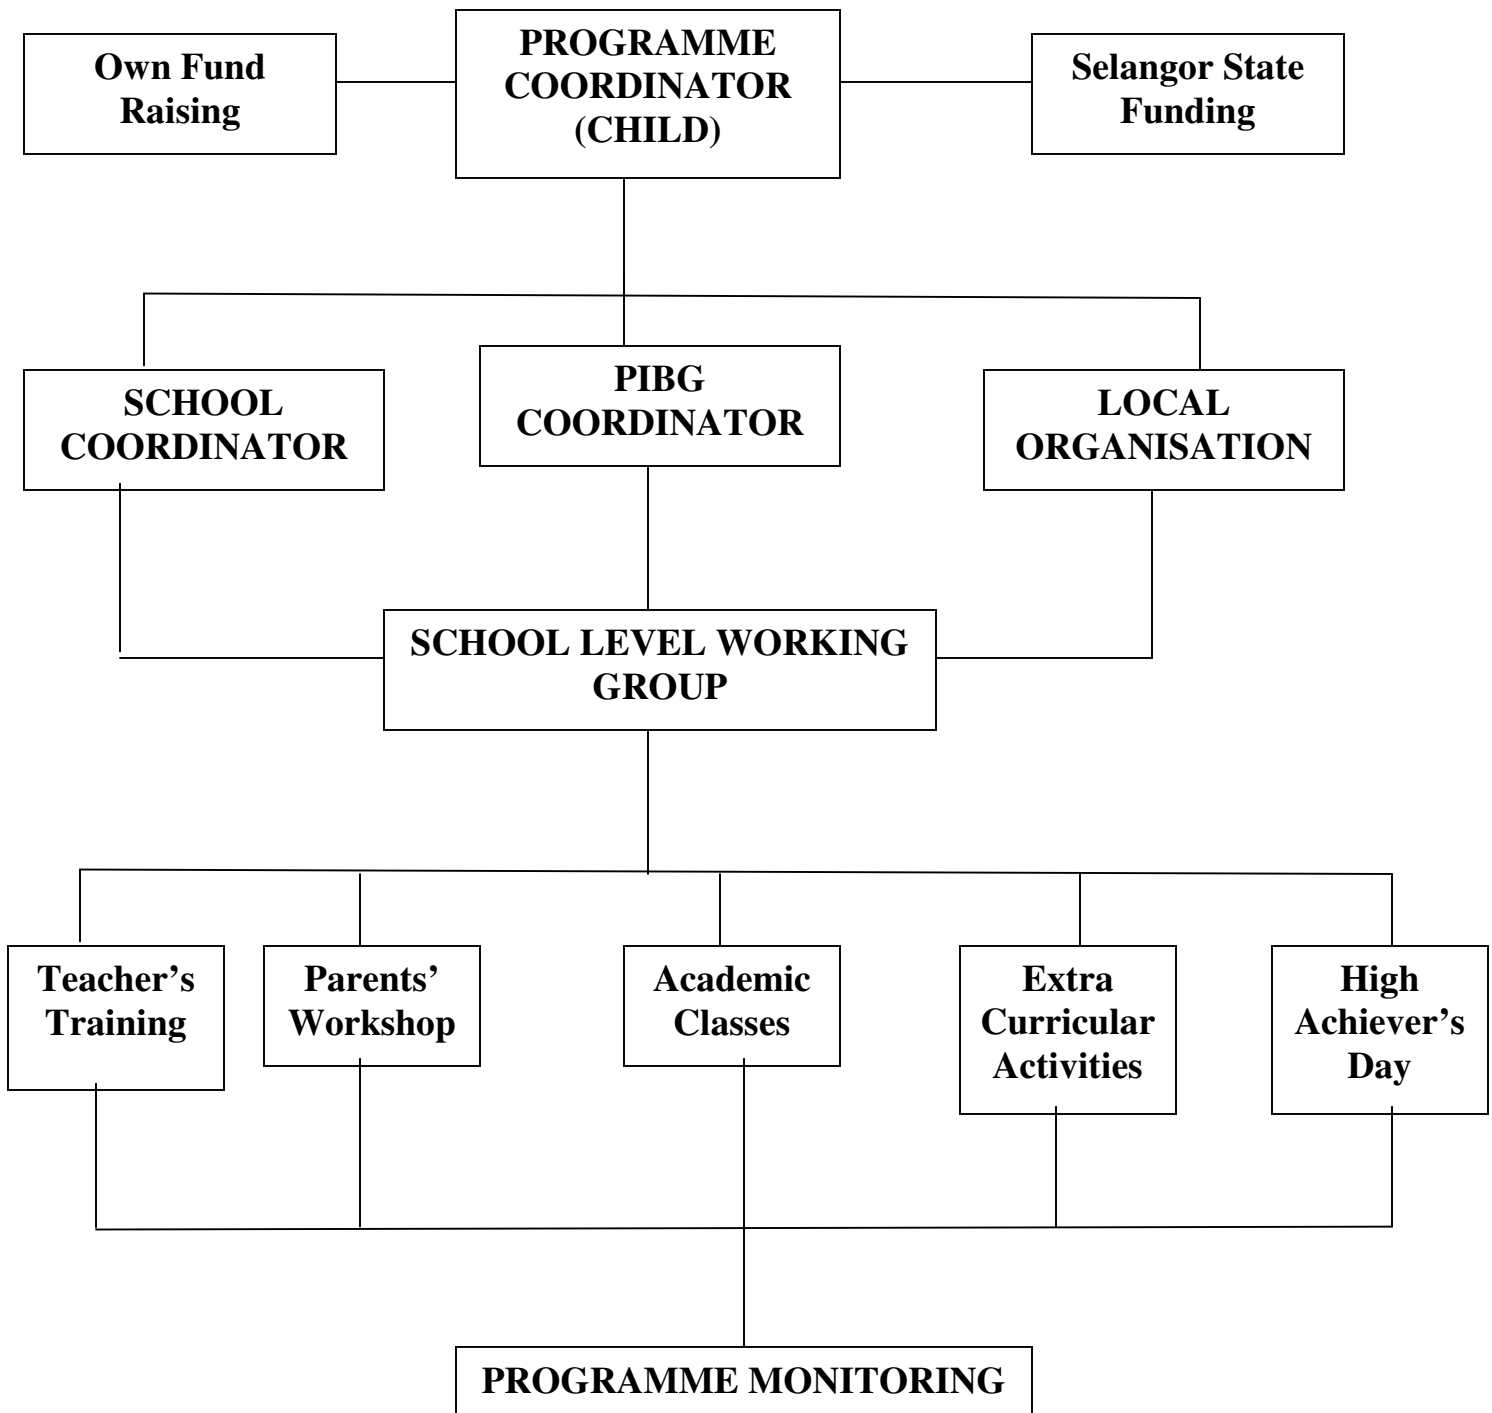 Own Fund
Raising
PROGRAMME
COORDINATOR
(CHILD)
Selangor State
Funding
SCHOOL
COORDINATOR
PIBG
COORDINATOR
LOCAL
ORGANISATION
SCHOOL LEVEL WORKING
GROUP
Teacher’s
Training
Parents’
Workshop
Academic
Classes
Extra
Curricular
Activities
High
Achiever’s
Day
PROGRAMME MONITORING